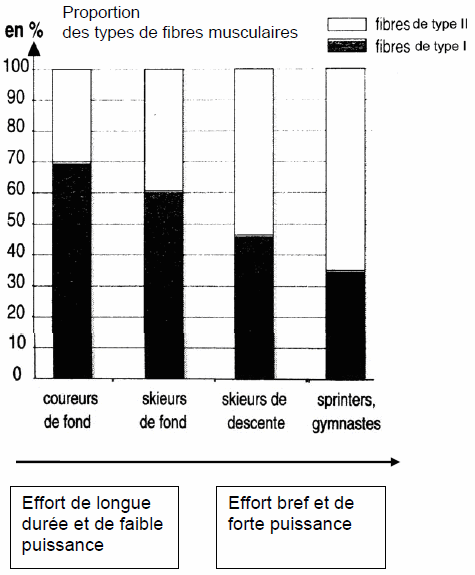 Proportion
des types de fibres musculaires
en %
fibres de type II
fibres de type I
100
90
80
70
60
50
40
30
20
10
0
coureurs
de fond
skieurs
de fond
skieurs de
descente
sprinters,
gymnastes
Effort de longue
durée et de faible
puissance
Effort bref et de
forte puissance